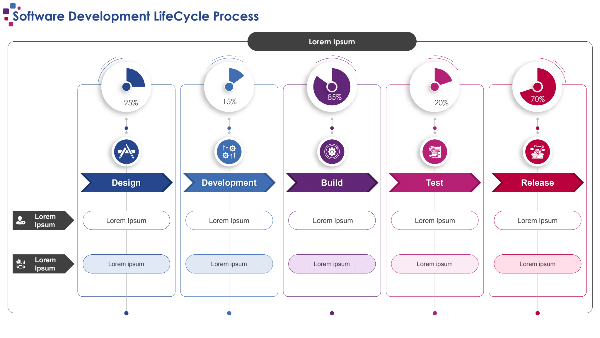 Software Development LifeCycle Process
Lorem Ipsum
25%
15%
85%
20%
70%
Design
Development
Build
Test
Release
Lorem
Ipsum
Lorem Ipsum
Lorem Ipsum
Lorem Ipsum
Lorem Ipsum
Lorem Ipsum
Lorem
Ipsum
Lorem ipsum
Lorem ipsum
Lorem ipsum
Lorem ipsum
Lorem ipsum